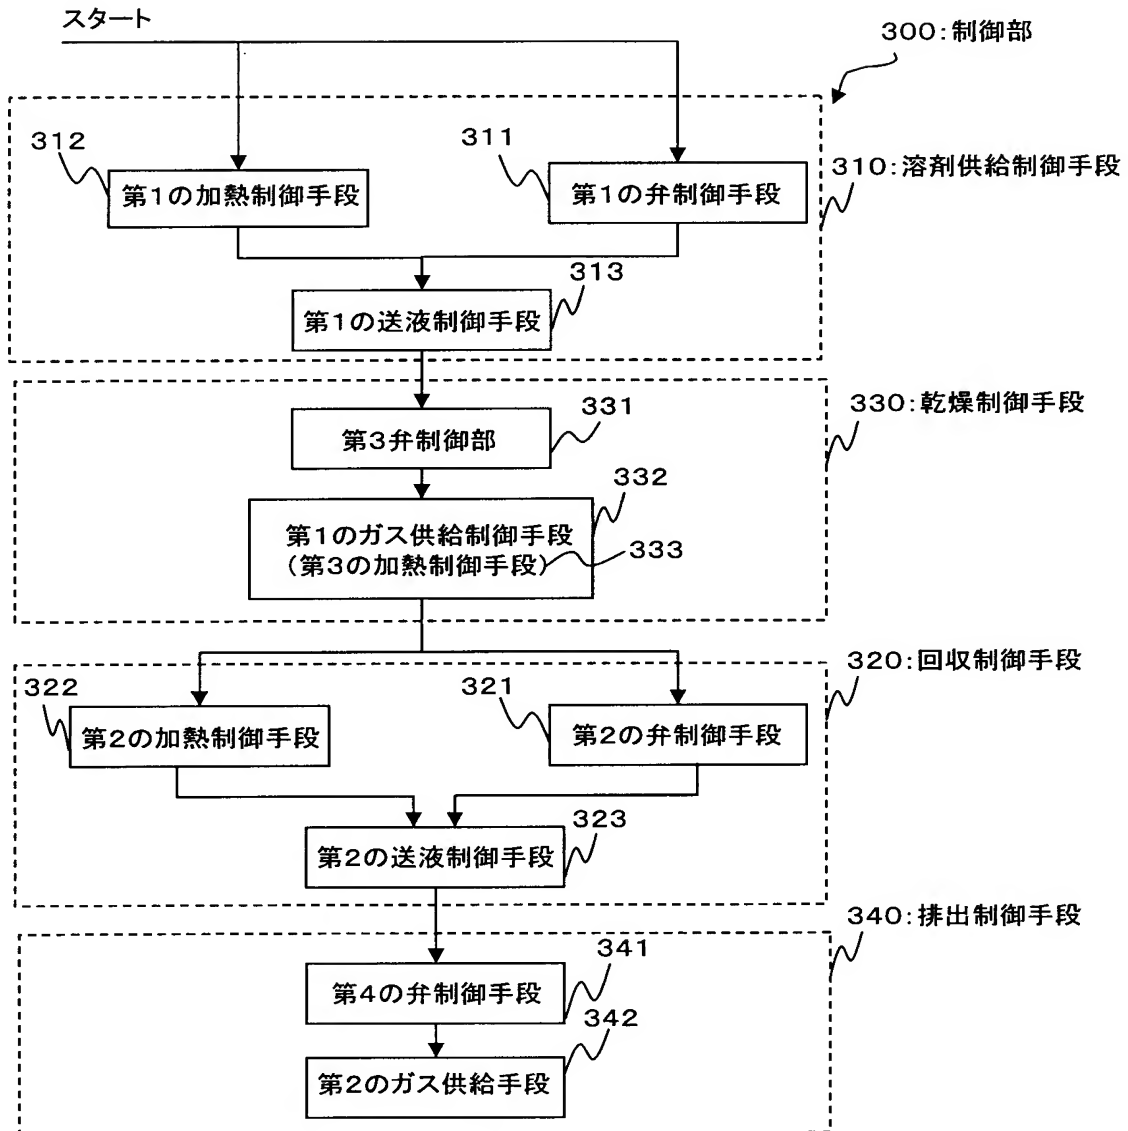 スタート
300:制御部
312
311
310:溶剤供給制御手段
第1の加熱制御手段
第1の弁制御手段
313
第1の送液制御手段
331
330:乾燥制御手段
第3弁制御部
332
第1のガス供給制御手段
(第3の加熱制御手段)
333
320:回収制御手段
322
321
第2の加熱制御手段
第2の弁制御手段
323
第2の送液制御手段
340:排出制御手段
341
第4の弁制御手段
342
第2のガス供給手段